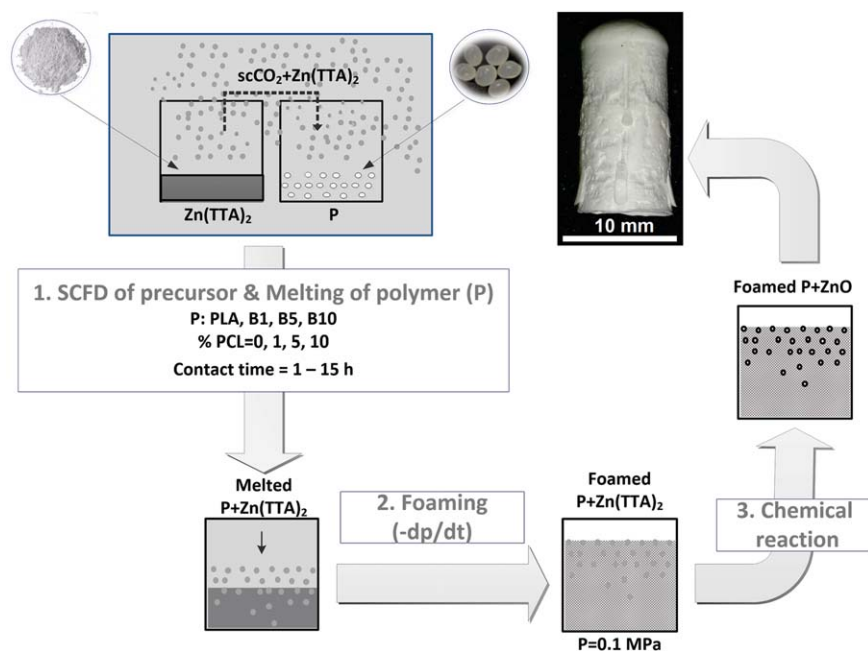 scCO₂+Zn(TTA)₂
Zn(TTA)₂
P
10 mm
1. SCFD of precursor & Melting of polymer (P)
P: PLA, B1, B5, B10
% PCL=0, 1, 5, 10
Contact time = 1 – 15 h
Melted
P+Zn(TTA)₂
2. Foaming
(-dp/dt)
Foamed
P+Zn(TTA)₂
P=0.1 MPa
3. Chemical
reaction
Foamed P+ZnO